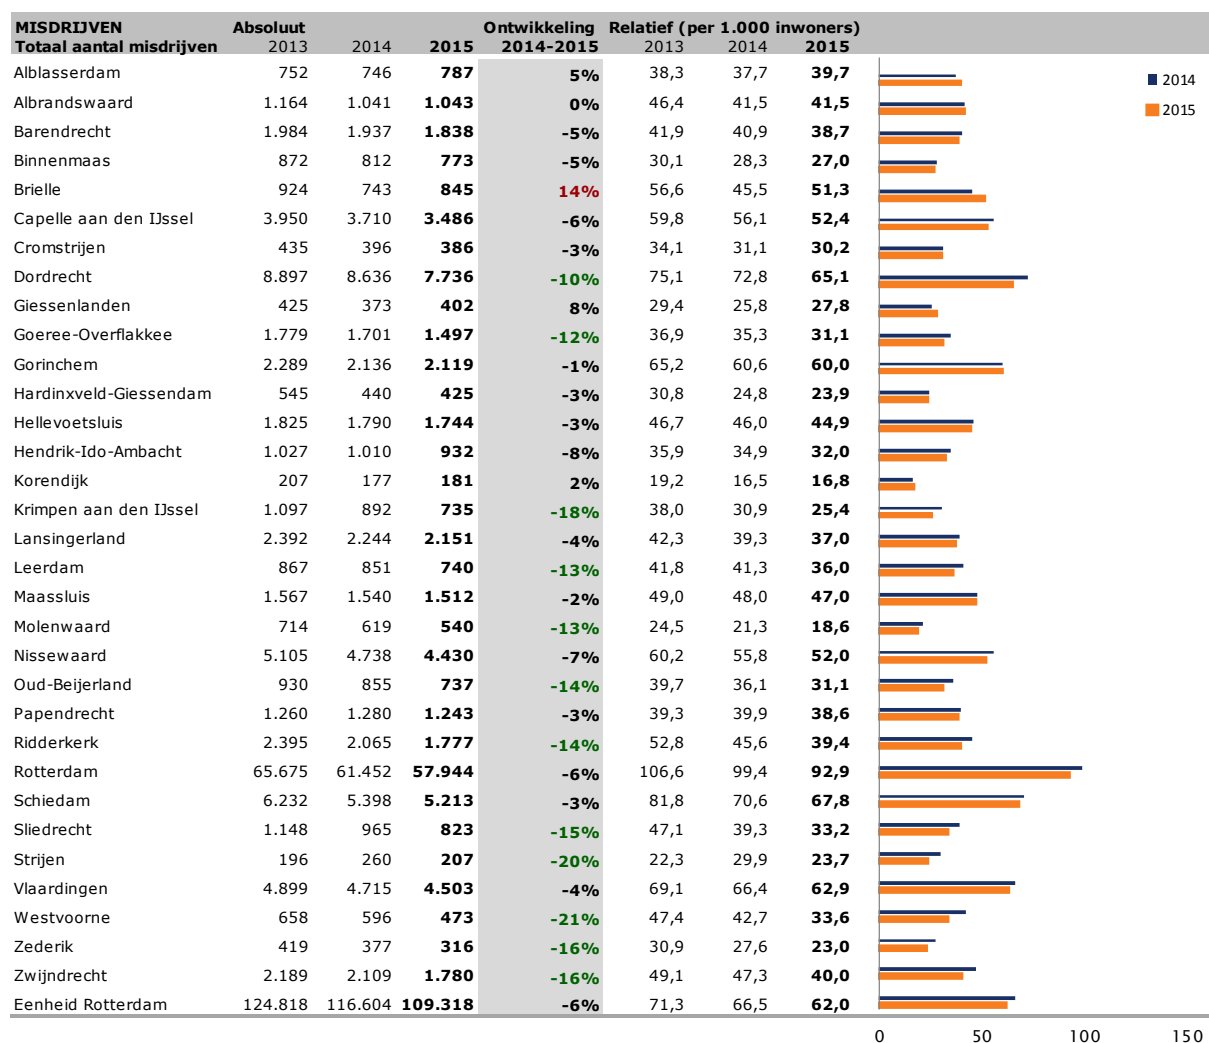 MISDRIJVEN Absoluut Ontwikkeling Relatief (per 1.000 inwoners)
Totaal aantal misdrijven 2013 2014 2015 2014-2015 2013 2014 2015
Alblasserdam 752 746 787 5% 38,3 37,7 39,7
2014
Albrandswaard 1.164 1.041 1.043 0% 46,4 41,5 41,5
2015
Barendrecht 1.984 1.937 1.838 -5% 41,9 40,9 38,7
Binnenmaas 872 812 773 -5% 30,1 28,3 27,0
Brielle 924 743 845 14% 56,6 45,5 51,3
Capelle aan den IJssel 3.950 3.710 3.486 -6% 59,8 56,1 52,4
Cromstrijen 435 396 386 -3% 34,1 31,1 30,2
Dordrecht 8.897 8.636 7.736 -10% 75,1 72,8 65,1
Giessenlanden 425 373 402 8% 29,4 25,8 27,8
Goeree-Overflakkee 1.779 1.701 1.497 -12% 36,9 35,3 31,1
Gorinchem 2.289 2.136 2.119 -1% 65,2 60,6 60,0
Hardinxveld-Giessendam 545 440 425 -3% 30,8 24,8 23,9
Hellevoetsluis 1.825 1.790 1.744 -3% 46,7 46,0 44,9
Hendrik-Ido-Ambacht 1.027 1.010 932 -8% 35,9 34,9 32,0
Korendijk 207 177 181 2% 19,2 16,5 16,8
Krimpen aan den IJssel 1.097 892 735 -18% 38,0 30,9 25,4
Lansingerland 2.392 2.244 2.151 -4% 42,3 39,3 37,0
Leerdam 867 851 740 -13% 41,8 41,3 36,0
Maassluis 1.567 1.540 1.512 -2% 49,0 48,0 47,0
Molenwaard 714 619 540 -13% 24,5 21,3 18,6
Nissewaard 5.105 4.738 4.430 -7% 60,2 55,8 52,0
Oud-Beijerland 930 855 737 -14% 39,7 36,1 31,1
Papendrecht 1.260 1.280 1.243 -3% 39,3 39,9 38,6
Ridderkerk 2.395 2.065 1.777 -14% 52,8 45,6 39,4
Rotterdam 65.675 61.452 57.944 -6% 106,6 99,4 92,9
Schiedam 6.232 5.398 5.213 -3% 81,8 70,6 67,8
Sliedrecht 1.148 965 823 -15% 47,1 39,3 33,2
Strijen 196 260 207 -20% 22,3 29,9 23,7
Vlaardingen 4.899 4.715 4.503 -4% 69,1 66,4 62,9
Westvoorne 658 596 473 -21% 47,4 42,7 33,6
Zederik 419 377 316 -16% 30,9 27,6 23,0
Zwijndrecht 2.189 2.109 1.780 -16% 49,1 47,3 40,0
Eenheid Rotterdam 124.818 116.604 109.318 -6% 71,3 66,5 62,0
0 50 100 150